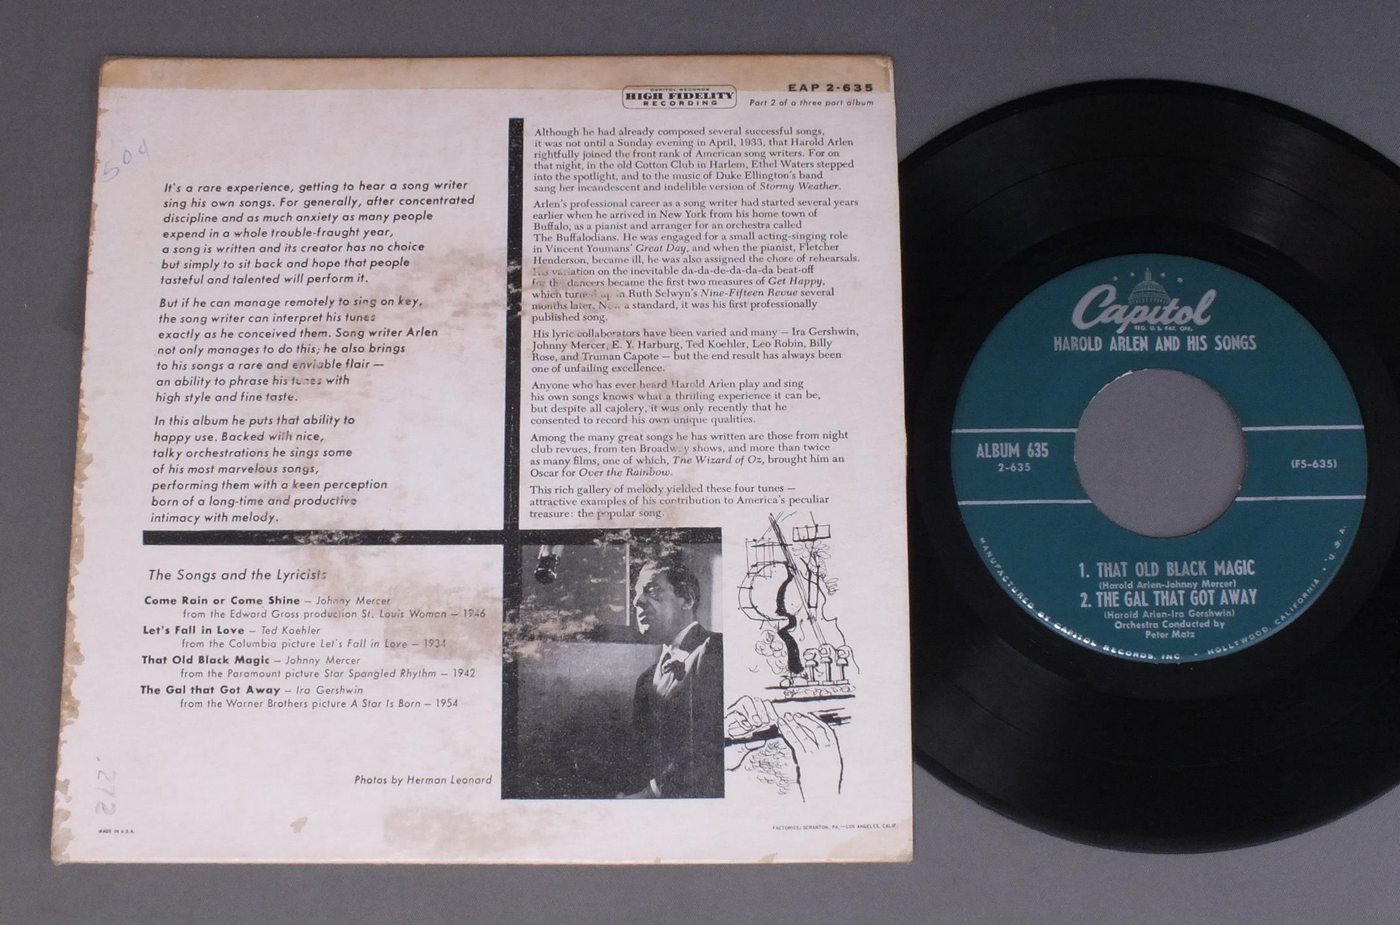 CAPITOL RECORDS
HIGH FIDELITY
RECORDING
EAP 2-635
Part 2 of a three part album
504
It's a rare experience, getting to hear a song writer
sing his own songs. For generally, after concentrated
discipline and as much anxiety as many people
expend in a whole trouble-fraught year,
a song is written and its creator has no choice
but simply to sit back and hope that people
tasteful and talented will perform it.
But if he can manage remotely to sing on key,
the song writer can interpret his tunes
exactly as he conceived them. Song writer Arlen
not only manages to do this; he also brings
to his songs a rare and enviable flair —
an ability to phrase his tunes with
high style and fine taste.
In this album he puts that ability to
happy use. Backed with nice,
talky orchestrations he sings some
of his most marvelous songs,
performing them with a keen perception
born of a long-time and productive
intimacy with melody.
Although he had already composed several successful songs,
it was not until a Sunday evening in April, 1933, that Harold Arlen
rightfully joined the front rank of American song writers. For on
that night, in the old Cotton Club in Harlem, Ethel Waters stepped
into the spotlight, and to the music of Duke Ellington's band
sang her incandescent and indelible version of Stormy Weather.
Arlen's professional career as a song writer had started several years
earlier when he arrived in New York from his home town of
Buffalo, as a pianist and arranger for an orchestra called
The Buffalodians. He was engaged for a small acting-singing role
in Vincent Youmans' Great Day, and when the pianist, Fletcher
Henderson, became ill, he was also assigned the chore of rehearsals.
His variation on the inevitable da-da-de-da-da-da beat-off
for the dancers became the first two measures of Get Happy,
which turned up in Ruth Selwyn's Nine-Fifteen Revue several
months later. Now a standard, it was his first professionally
published song.
His lyric collaborators have been varied and many — Ira Gershwin,
Johnny Mercer, E. Y. Harburg, Ted Koehler, Leo Robin, Billy
Rose, and Truman Capote — but the end result has always been
one of unfailing excellence.
Anyone who has ever heard Harold Arlen play and sing
his own songs knows what a thrilling experience it can be,
but despite all cajolery, it was only recently that he
consented to record his own unique qualities.
Among the many great songs he has written are those from night
club revues, from ten Broadway shows, and more than twice
as many films, one of which, The Wizard of Oz, brought him an
Oscar for Over the Rainbow.
This rich gallery of melody yielded these four tunes —
attractive examples of his contribution to America's peculiar
treasure: the popular song.
The Songs and the Lyricists
Come Rain or Come Shine — Johnny Mercer
from the Edward Gross production St. Louis Woman — 1946
Let's Fall in Love — Ted Koehler
from the Columbia picture Let's Fall in Love — 1934
That Old Black Magic — Johnny Mercer
from the Paramount picture Star Spangled Rhythm — 1942
The Gal that Got Away — Ira Gershwin
from the Warner Brothers picture A Star Is Born — 1954
Photos by Herman Leonard
.272
MADE IN U.S.A.
FACTORIES: SCRANTON, PA.—LOS ANGELES, CALIF.
Capitol
REG. U.S. PAT. OFF.
HAROLD ARLEN AND HIS SONGS
ALBUM 635
2-635
(F5-635)
1. THAT OLD BLACK MAGIC
(Harold Arlen-Johnny Mercer)
2. THE GAL THAT GOT AWAY
(Harold Arlen-Ira Gershwin)
Orchestra Conducted by
Peter Matz
MANUFACTURED BY CAPITOL RECORDS, INC • HOLLYWOOD, CALIFORNIA • U.S.A.